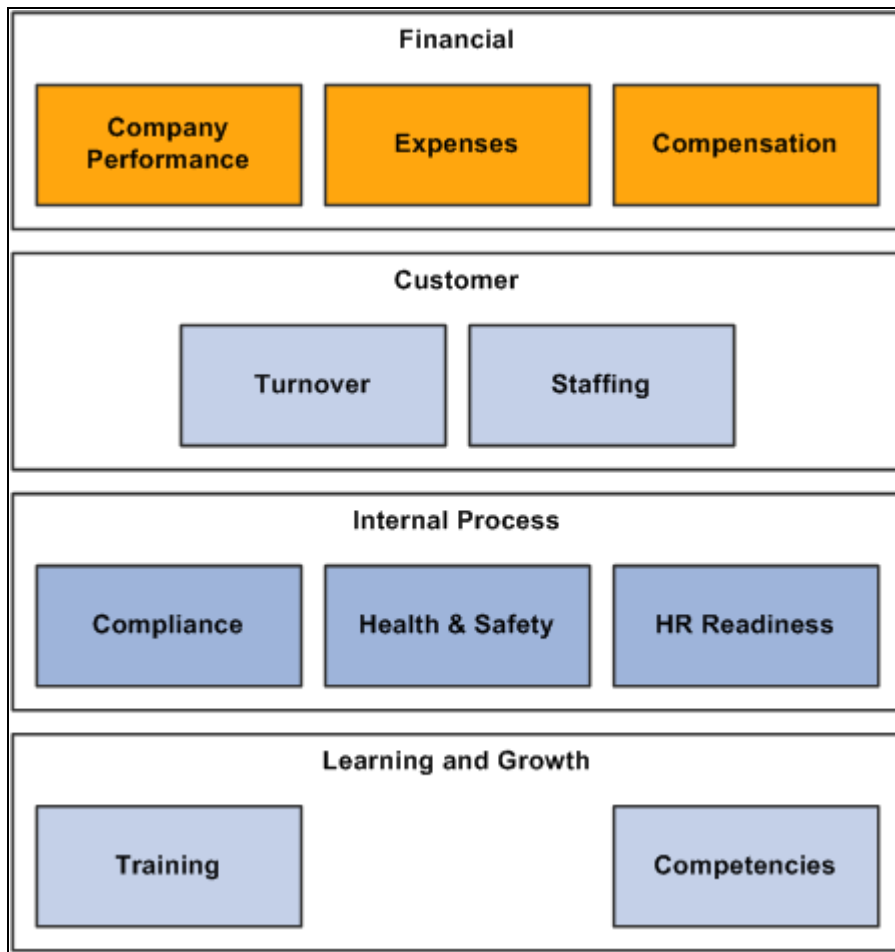 Financial
Company
Performance
Expenses
Compensation
Customer
Turnover
Staffing
Internal Process
Compliance
Health & Safety
HR Readiness
Learning and Growth
Training
Competencies